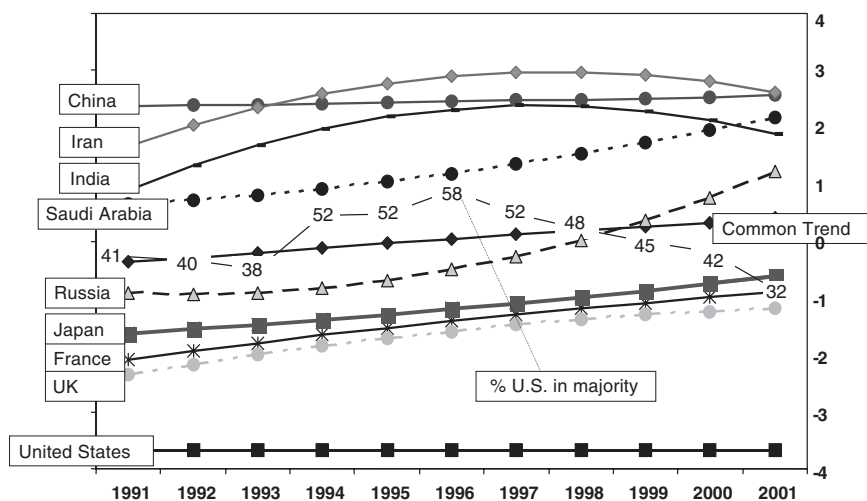 4
3
China
2
Iran
India
1
Saudi Arabia
58
52
52
52
48
Common Trend
41
40
38
45
42
0
Russia
32
-1
Japan
France
-2
UK
% U.S. in majority
-3
United States
-4
1991 1992 1993 1994 1995 1996 1997 1998 1999 2000 2001